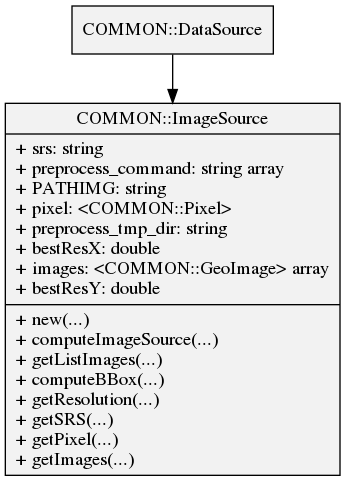 COMMON::DataSource
COMMON::ImageSource
+ srs: string
+ preprocess_command: string array
+ PATHIMG: string
+ pixel: <COMMON::Pixel>
+ preprocess_tmp_dir: string
+ bestResX: double
+ images: <COMMON::GeoImage> array
+ bestResY: double
+ new(...)
+ computeImageSource(...)
+ getListImages(...)
+ computeBBox(...)
+ getResolution(...)
+ getSRS(...)
+ getPixel(...)
+ getImages(...)